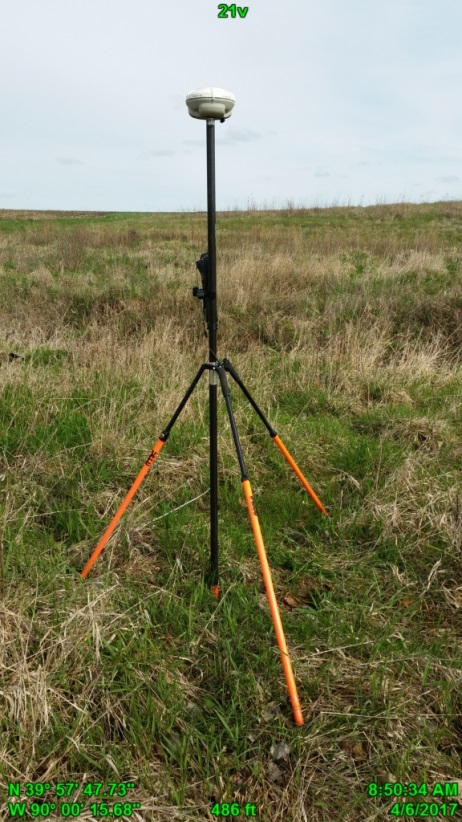 21v
N 39° 57' 47.73"
W 90° 00' 15.68"
486 ft
8:50:34 AM
4/6/2017